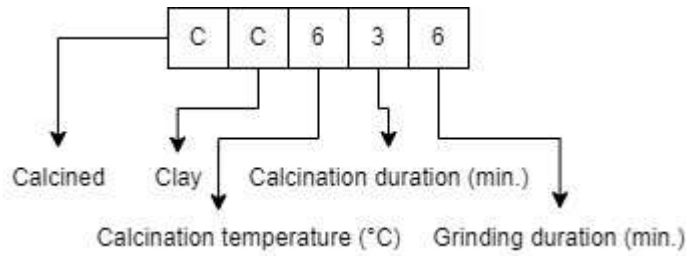 C C 6 3 6
Calcined Clay Calcination duration (min.)
Calcination temperature (°C) Grinding duration (min.)